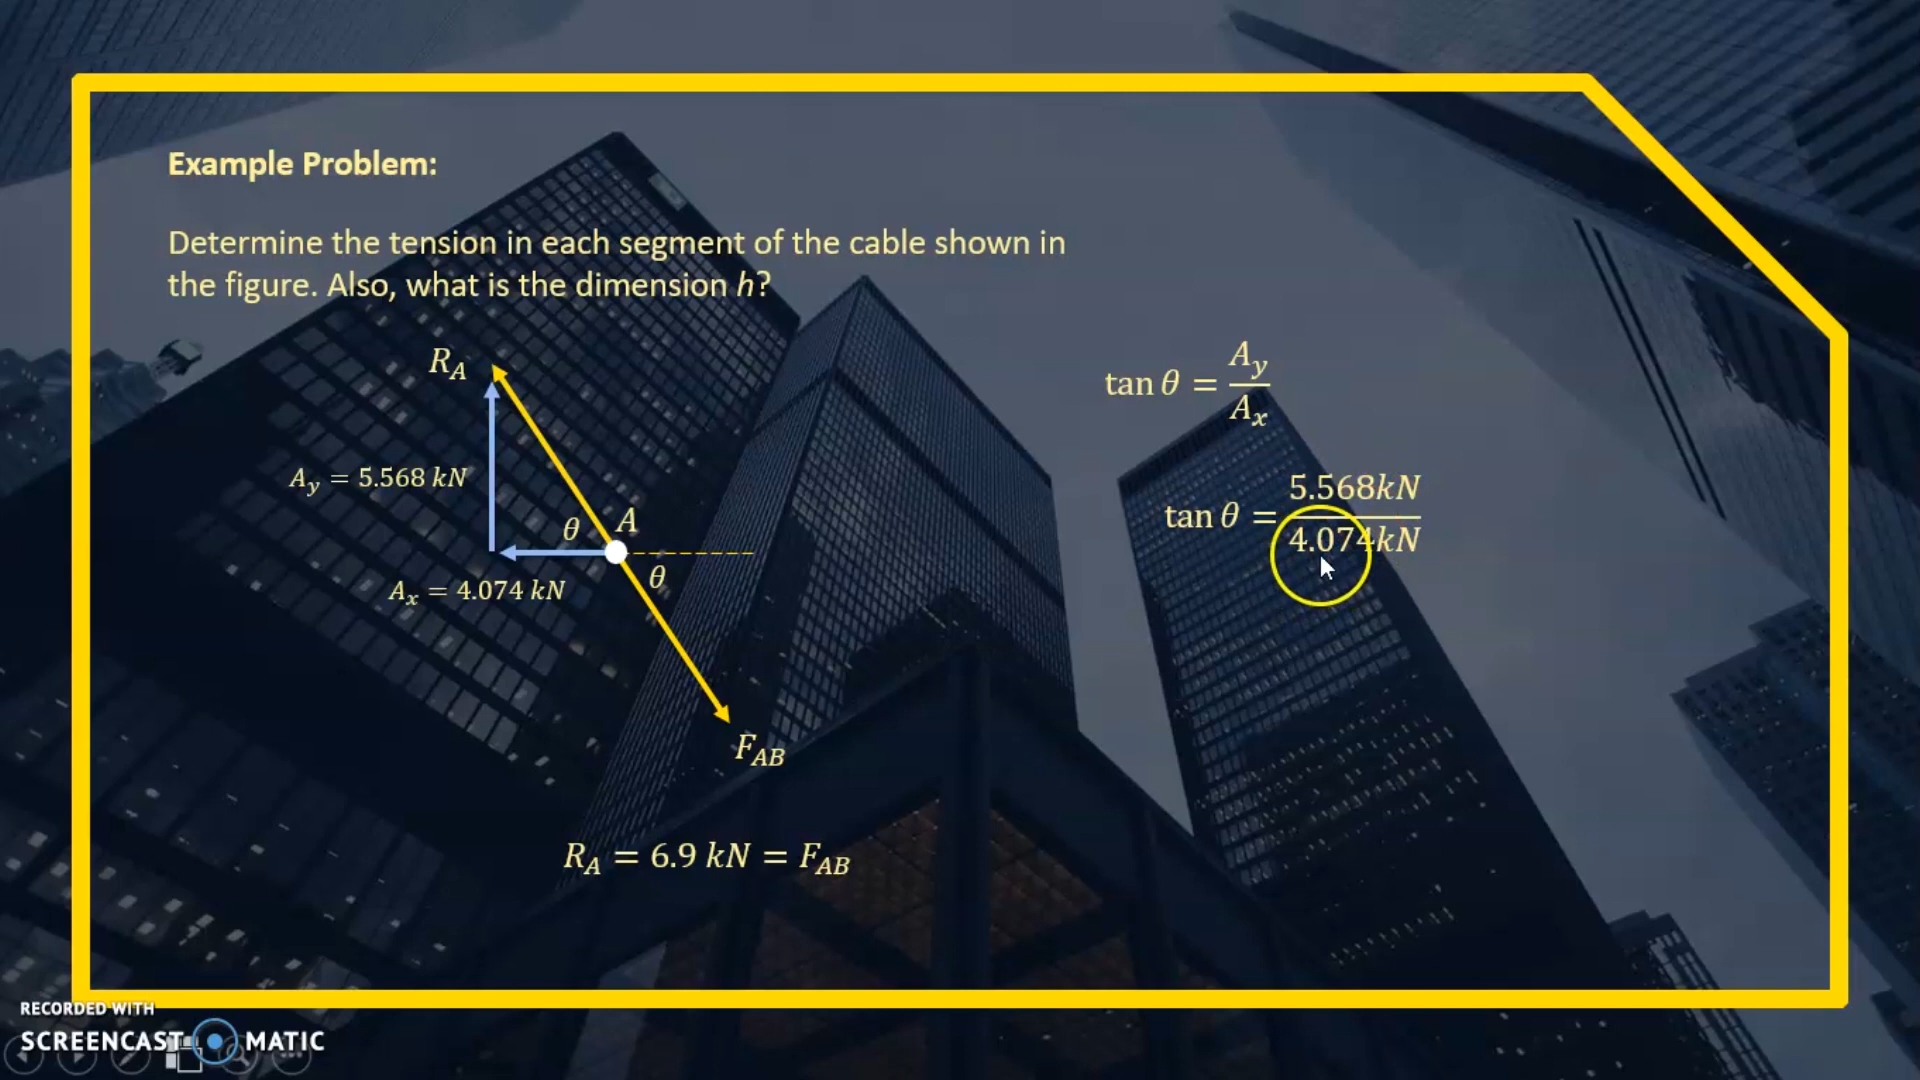 Example Problem:
Determine the tension in each segment of the cable shown in
the figure. Also, what is the dimension h?
R_A
A_y = 5.568 kN
θ
A
A_x = 4.074 kN
θ
F_AB
R_A = 6.9 kN = F_AB
tan θ = A_y / A_x
tan θ = 5.568kN / 4.074kN
RECORDED WITH
SCREENCAST MATIC